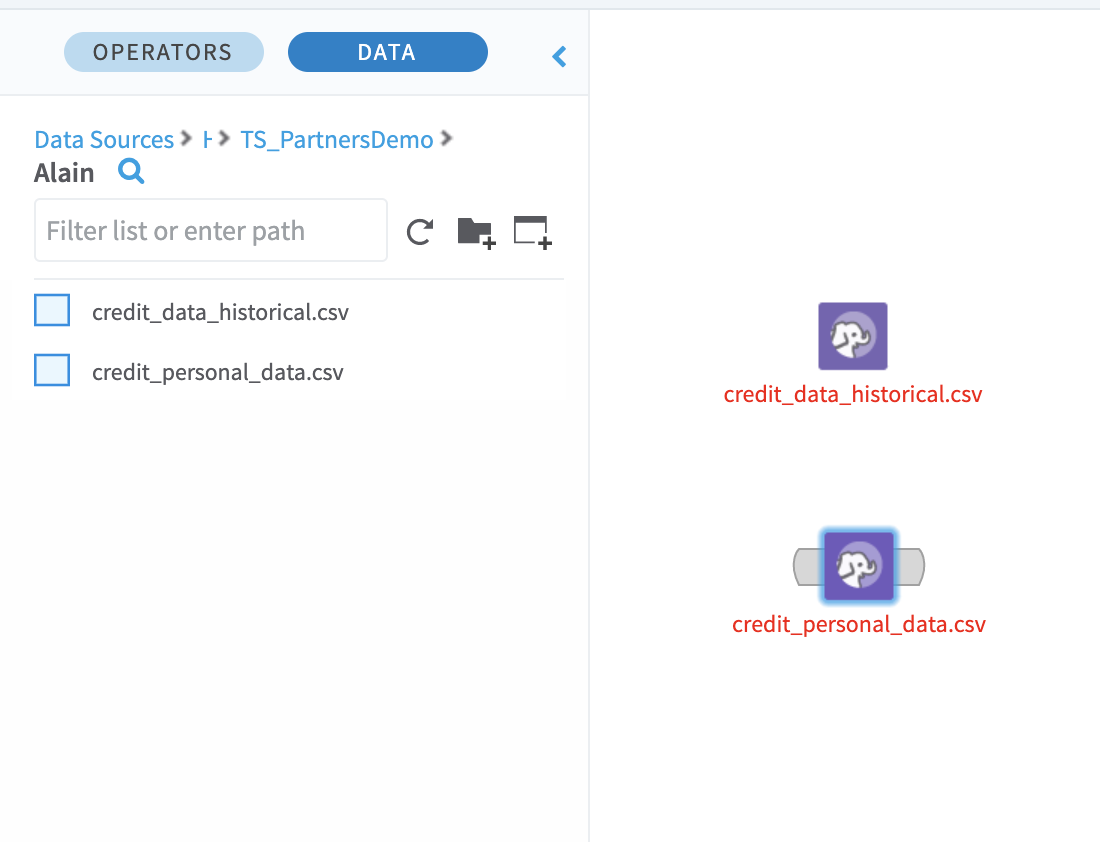 OPERATORS DATA
Data Sources H TS_PartnersDemo
Alain
Filter list or enter path
credit_data_historical.csv
credit_personal_data.csv
credit_data_historical.csv
credit_personal_data.csv